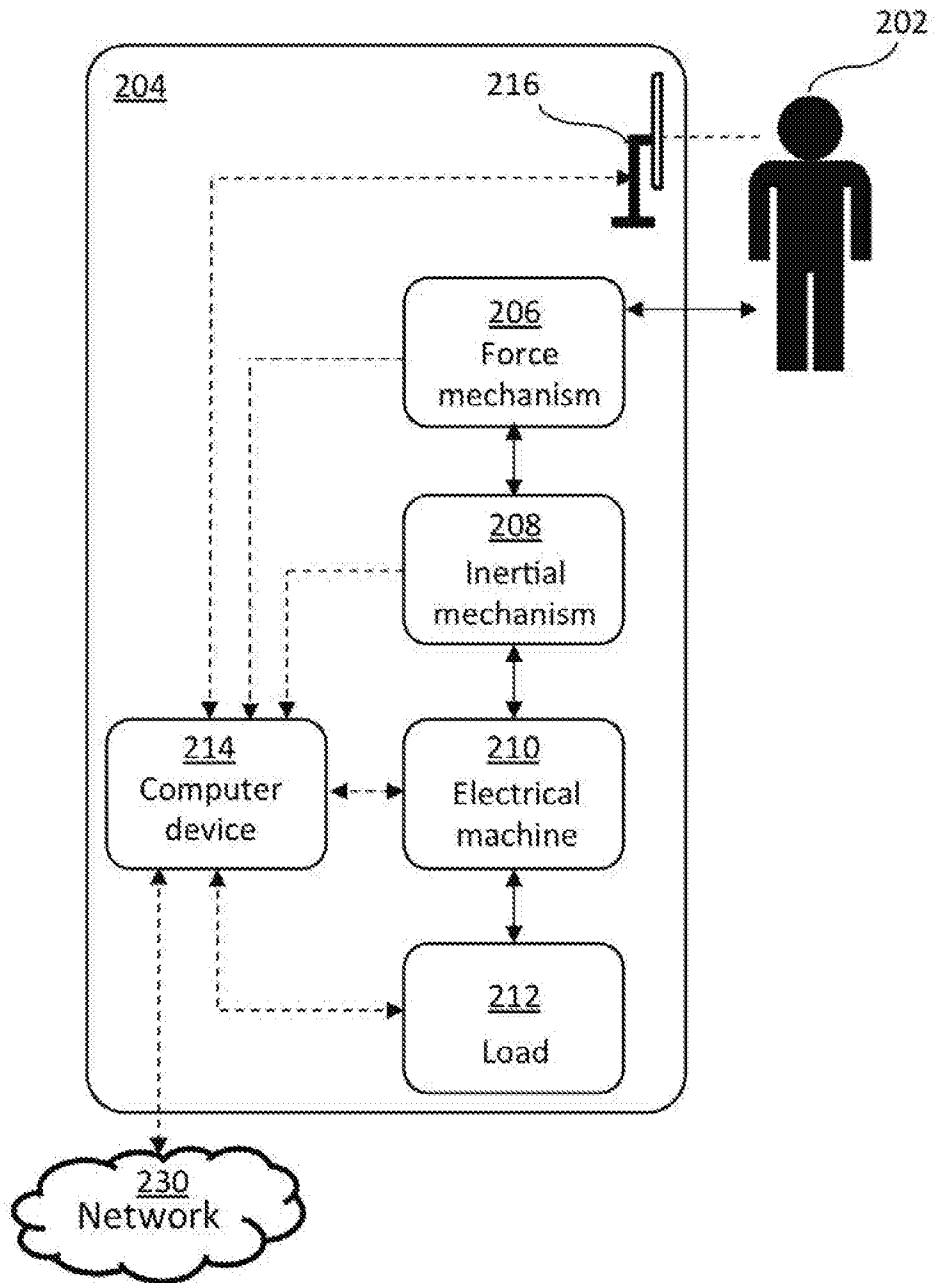 202
204
216
206
Force
mechanism
208
Inertial
mechanism
214
Computer
device
210
Electrical
machine
212
Load
230
Network